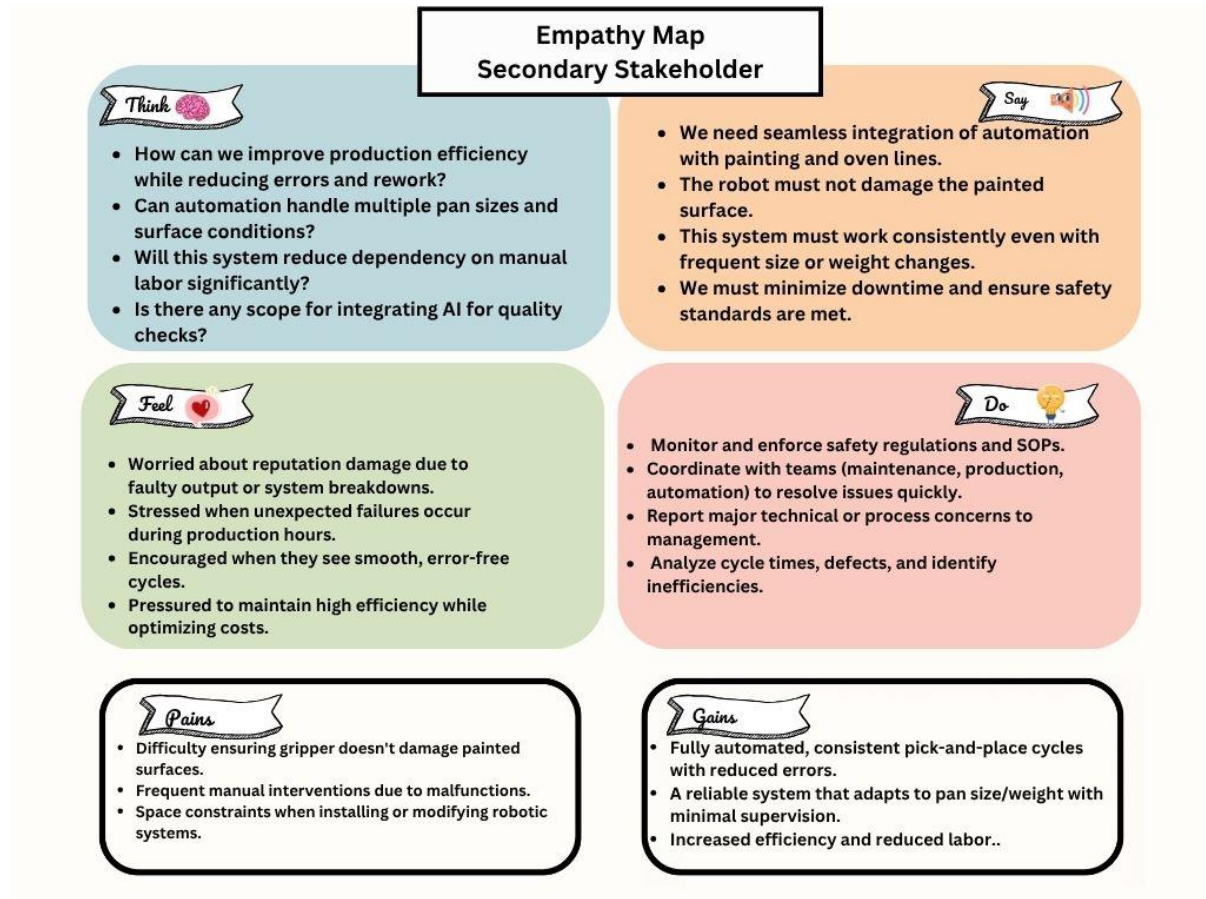 Empathy Map
Secondary Stakeholder
Think
• How can we improve production efficiency
while reducing errors and rework?
• Can automation handle multiple pan sizes and
surface conditions?
• Will this system reduce dependency on manual
labor significantly?
• Is there any scope for integrating AI for quality
checks?
Say
• We need seamless integration of automation
with painting and oven lines.
• The robot must not damage the painted
surface.
• This system must work consistently even with
frequent size or weight changes.
• We must minimize downtime and ensure safety
standards are met.
Feel
• Worried about reputation damage due to
faulty output or system breakdowns.
• Stressed when unexpected failures occur
during production hours.
• Encouraged when they see smooth, error-free
cycles.
• Pressured to maintain high efficiency while
optimizing costs.
Do
• Monitor and enforce safety regulations and SOPs.
• Coordinate with teams (maintenance, production,
automation) to resolve issues quickly.
• Report major technical or process concerns to
management.
• Analyze cycle times, defects, and identify
inefficiencies.
Pains
• Difficulty ensuring gripper doesn't damage painted
surfaces.
• Frequent manual interventions due to malfunctions.
• Space constraints when installing or modifying robotic
systems.
Gains
• Fully automated, consistent pick-and-place cycles
with reduced errors.
• A reliable system that adapts to pan size/weight with
minimal supervision.
• Increased efficiency and reduced labor..